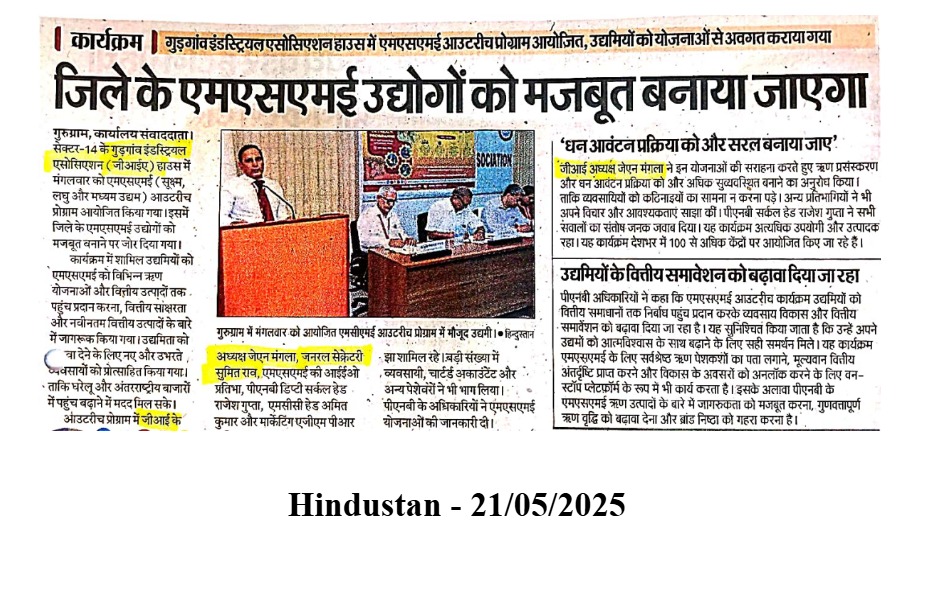 कार्यक्रम
गुड़गांव इंडस्ट्रियल एसोसिएशन हाउस में एमएसएमई आउटरीच प्रोग्राम आयोजित, उद्यमियों को योजनाओं से अवगत कराया गया
जिले के एमएसएमई उद्योगों को मजबूत बनाया जाएगा
गुरुग्राम, कार्यालय संवाददाता।
सेक्टर-14 के गुड़गांव इंडस्ट्रियल
एसोसिएशन (जीआईए) हाउस में
मंगलवार को एमएसएमई (सूक्ष्म,
लघु और मध्यम उद्यम) आउटरीच
प्रोग्राम आयोजित किया गया। इसमें
जिले के एमएसएमई उद्योगों को
मजबूत बनाने पर जोर दिया गया।
कार्यक्रम में शामिल उद्यमियों को
एमएसएमई को विभिन्न ऋण
योजनाओं और वित्तीय उत्पादों तक
पहुंच प्रदान करना, वित्तीय साक्षरता
और नवीनतम वित्तीय उत्पादों के बारे
में जागरूक किया गया। उद्यमिता को
वा देने के लिए नए और उभरते
व्यवसायों को प्रोत्साहित किया गया।
ताकि घरेलू और अंतरराष्ट्रीय बाजारों
में पहुंच बढ़ाने में मदद मिल सके।
आउटरीच प्रोग्राम में जीआई के
SOCIATION
गुरुग्राम में मंगलवार को आयोजित एमसीएमई आउटरीच प्रोग्राम में मौजूद उद्यमी। • हिन्दुस्तान
अध्यक्ष जेएन मंगला, जनरल सेक्रेटरी
सुमित राव, एमएसएमई की आईईओ
प्रतिभा, पीएनबी डिप्टी सर्कल हेड
राजेश गुप्ता, एमसीसी हेड अमित
कुमार और मार्केटिंग एजीएम पीआर
झा शामिल रहे। बड़ी संख्या में
व्यवसायी, चार्टर्ड अकाउंटेंट और
अन्य पेशेवरों ने भी भाग लिया।
पीएनबी के अधिकारियों ने एमएसएमई
योजनाओं की जानकारी दी।
‘धन आवंटन प्रक्रिया को और सरल बनाया जाए’
जीआई अध्यक्ष जेएन मंगला ने इन योजनाओं की सराहना करते हुए ऋण प्रसंस्करण
और धन आवंटन प्रक्रिया को और अधिक सुव्यवस्थित बनाने का अनुरोध किया।
ताकि व्यवसायियों को कठिनाइयों का सामना न करना पड़े। अन्य प्रतिभागियों ने भी
अपने विचार और आवश्यकताएं साझा कीं। पीएनबी सर्कल हेड राजेश गुप्ता ने सभी
सवालों का संतोष जनक जवाब दिया। यह कार्यक्रम अत्यधिक उपयोगी और उत्पादक
रहा। यह कार्यक्रम देशभर में 100 से अधिक केंद्रों पर आयोजित किए जा रहे हैं।
उद्यमियों के वित्तीय समावेशन को बढ़ावा दिया जा रहा
पीएनबी अधिकारियों ने कहा कि एमएसएमई आउटरीच कार्यक्रम उद्यमियों को
वित्तीय समाधानों तक निर्बाध पहुंच प्रदान करके व्यवसाय विकास और वित्तीय
समावेशन को बढ़ावा दिया जा रहा है। यह सुनिश्चित किया जाता है कि उन्हें अपने
उद्यमों को आत्मविश्वास के साथ बढ़ाने के लिए सही समर्थन मिले। यह कार्यक्रम
एमएसएमई के लिए सर्वश्रेष्ठ ऋण पेशकशों का पता लगाने, मूल्यवान वित्तीय
अंतर्दृष्टि प्राप्त करने और विकास के अवसरों को अनलॉक करने के लिए वन-
स्टॉप प्लेटफ़ॉर्म के रूप में भी कार्य करता है। इसके अलावा पीएनबी के
एमएसएमई ऋण उत्पादों के बारे में जागरुकता को मजबूत करना, गुणवत्तापूर्ण
ऋण वृद्धि को बढ़ावा देना और ब्रांड निष्ठा को गहरा करना है।
Hindustan - 21/05/2025